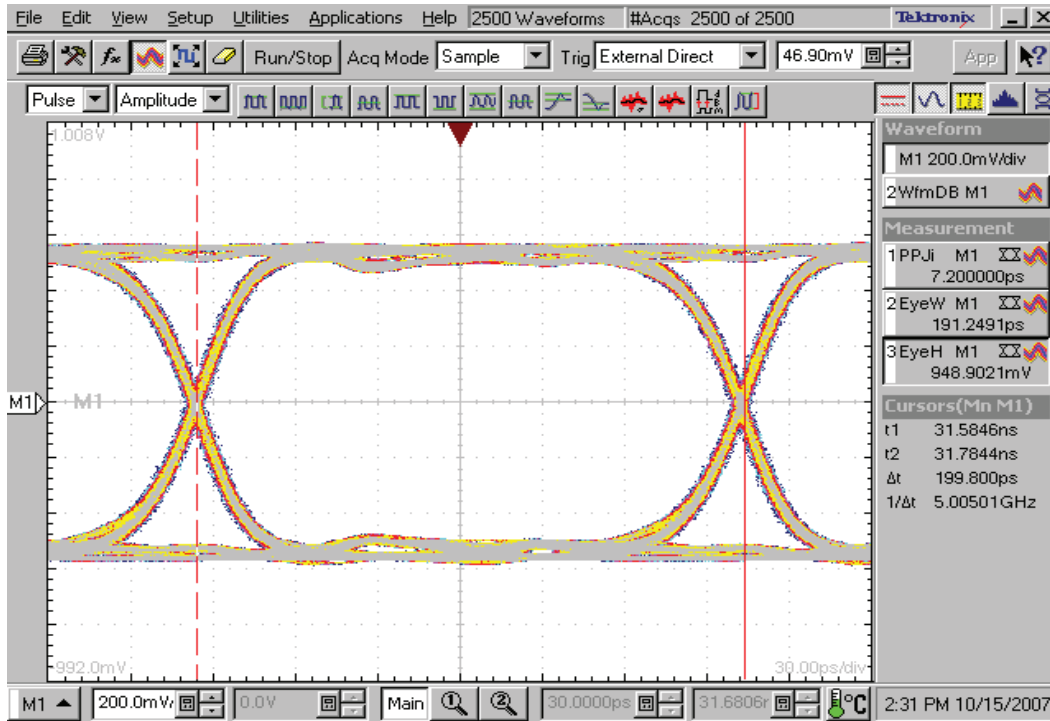 File Edit View Setup Utilities Applications Help 2500 Waveforms #Acqs 2500 of 2500 Tektronix
Run/Stop Acq Mode Sample Trig External Direct 46.90mV App
Pulse Amplitude
1.008V
M1
M1
-992.0mV
30.00ps/div
Waveform
M1 200.0mV/div
2WfmDB M1
Measurement
1PPJi M1
7.200000ps
2EyeW M1
191.2491ps
3EyeH M1
948.9021mV
Cursors(Mn M1)
t1 31.5846ns
t2 31.7844ns
Δt 199.800ps
1/Δt 5.00501GHz
M1 200.0mV/ 0.0V Main 1 2 30.0000ps 31.6806r °C 2:31 PM 10/15/2007